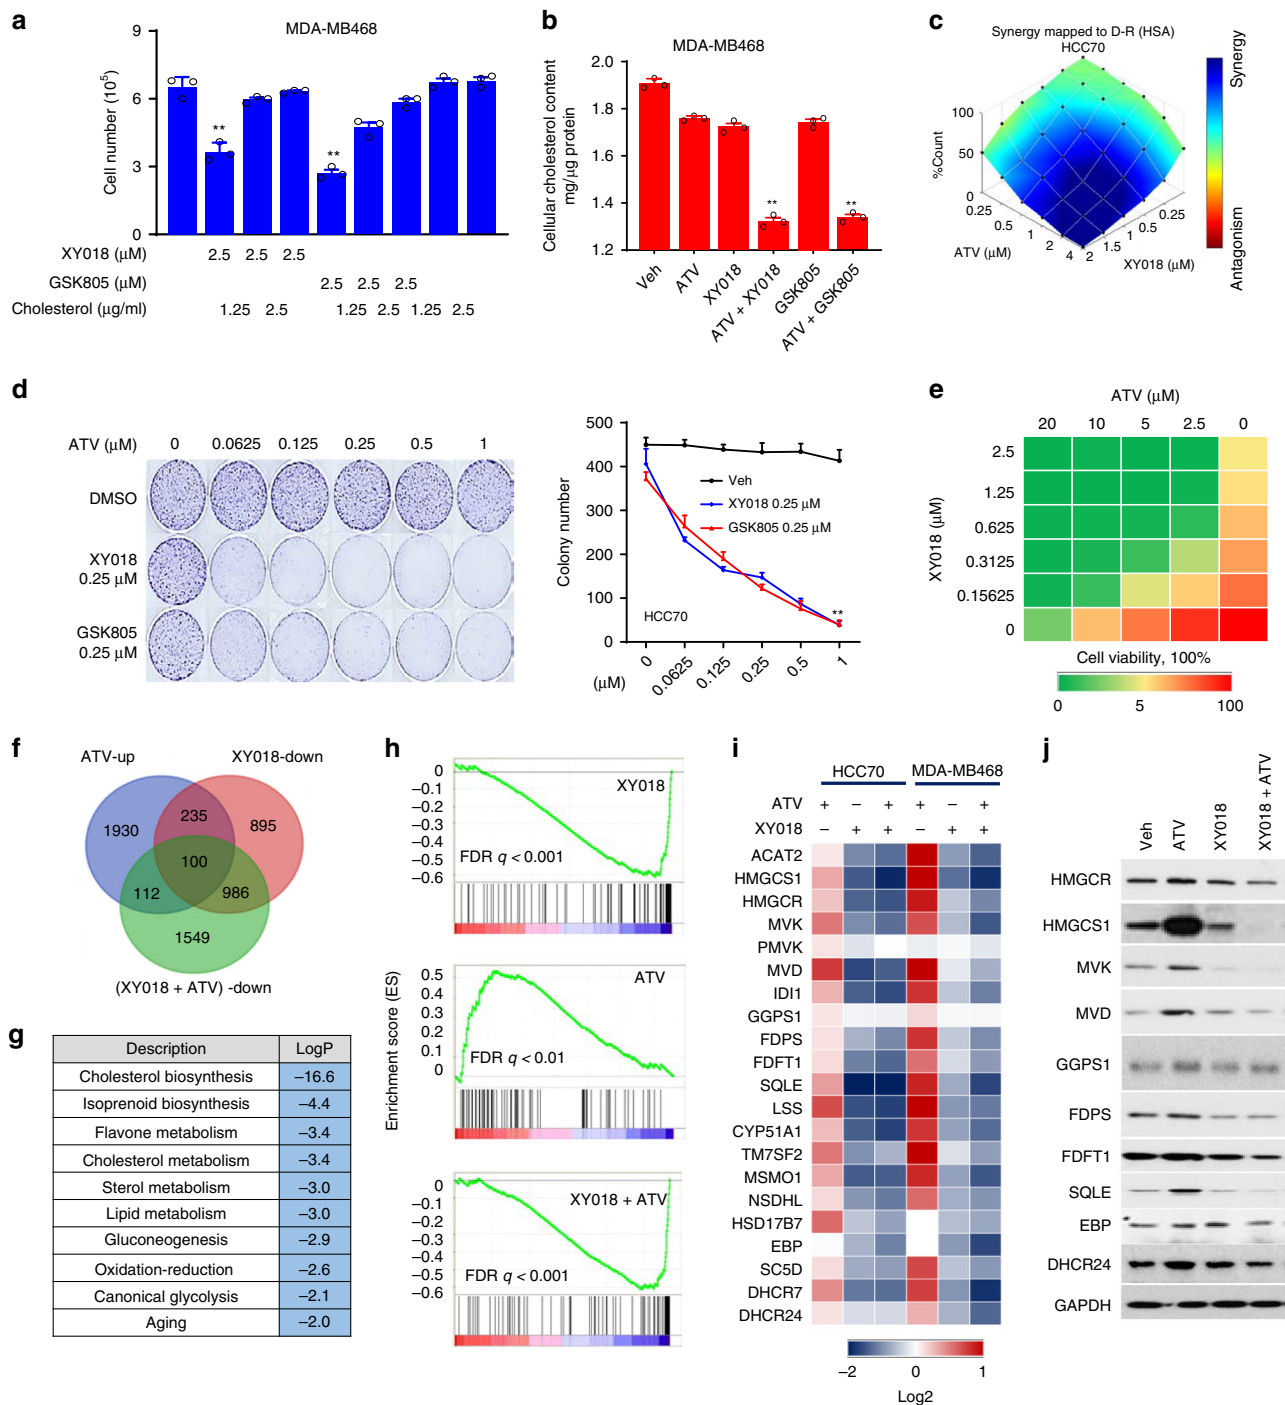 a
MDA-MB468
Cell number (10⁵)
9
6
3
0
**
**
XY018 (μM)
2.5 2.5 2.5
GSK805 (μM)
2.5 2.5 2.5
Cholesterol (μg/ml)
1.25 2.5 1.25 2.5 1.25 2.5
b
MDA-MB468
Cellular cholesterol content
mg/μg protein
2.0
1.8
1.6
1.4
1.2
**
**
Veh
ATV
XY018
ATV + XY018
GSK805
ATV + GSK805
c
Synergy mapped to D-R (HSA)
HCC70
%Count
100
50
0
0.25
0.5
1
2
4
ATV (μM)
2
1.5
1
0.5
0.25
XY018 (μM)
Synergy
Antagonism
d
ATV (μM) 0 0.0625 0.125 0.25 0.5 1
DMSO
XY018
0.25 μM
GSK805
0.25 μM
Colony number
500
400
300
200
100
0
Veh
XY018 0.25 μM
GSK805 0.25 μM
HCC70
**
(μM)
0 0.0625 0.125 0.25 0.5 1
e
ATV (μM)
20 10 5 2.5 0
XY018 (μM)
2.5
1.25
0.625
0.3125
0.15625
0
Cell viability, 100%
0 5 100
f
ATV-up
XY018-down
1930
235
895
100
112
986
1549
(XY018 + ATV) -down
g
Description LogP
Cholesterol biosynthesis −16.6
Isoprenoid biosynthesis −4.4
Flavone metabolism −3.4
Cholesterol metabolism −3.4
Sterol metabolism −3.0
Lipid metabolism −3.0
Gluconeogenesis −2.9
Oxidation-reduction −2.6
Canonical glycolysis −2.1
Aging −2.0
h
Enrichment score (ES)
0
−0.1
−0.2
−0.3
−0.4
−0.5
−0.6
XY018
FDR q < 0.001
0.5
0.4
0.3
0.2
0.1
0
ATV
FDR q < 0.01
0
−0.1
−0.2
−0.3
−0.4
−0.5
−0.6
XY018 + ATV
FDR q < 0.001
i
HCC70 MDA-MB468
ATV + − + + − +
XY018 − + + − + +
ACAT2
HMGCS1
HMGCR
MVK
PMVK
MVD
IDI1
GGPS1
FDPS
FDFT1
SQLE
LSS
CYP51A1
TM7SF2
MSMO1
NSDHL
HSD17B7
EBP
SC5D
DHCR7
DHCR24
−2 0 1
Log2
j
Veh
ATV
XY018
XY018 + ATV
HMGCR
HMGCS1
MVK
MVD
GGPS1
FDPS
FDFT1
SQLE
EBP
DHCR24
GAPDH